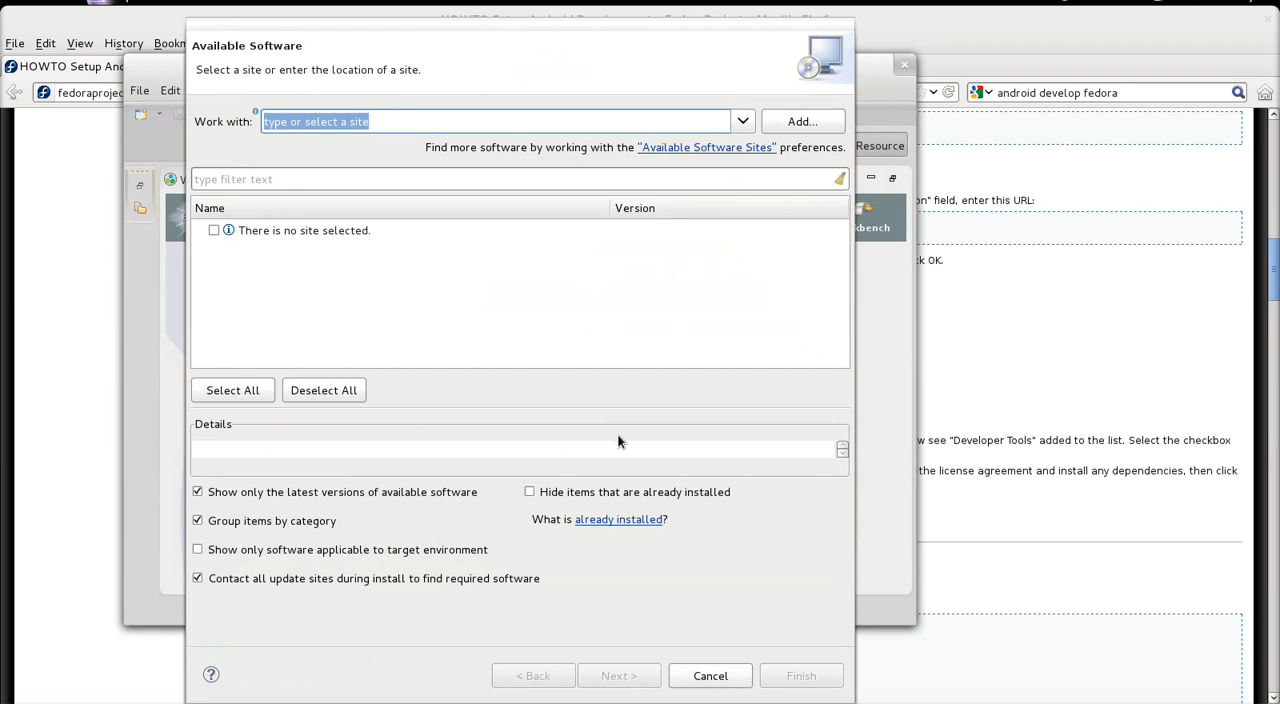 File Edit View History Bookm
HOWTO Setup And
fedoraprojec
android develop fedora
File Edit
Resource
W
kbench
on" field, enter this URL:
ck OK.
w see "Developer Tools" added to the list. Select the checkbox
the license agreement and install any dependencies, then click
Available Software
Select a site or enter the location of a site.
Work with:
type or select a site
Add...
Find more software by working with the "Available Software Sites" preferences.
type filter text
Name Version
There is no site selected.
Select All Deselect All
Details
Show only the latest versions of available software
Hide items that are already installed
Group items by category
What is already installed?
Show only software applicable to target environment
Contact all update sites during install to find required software
< Back Next > Cancel Finish